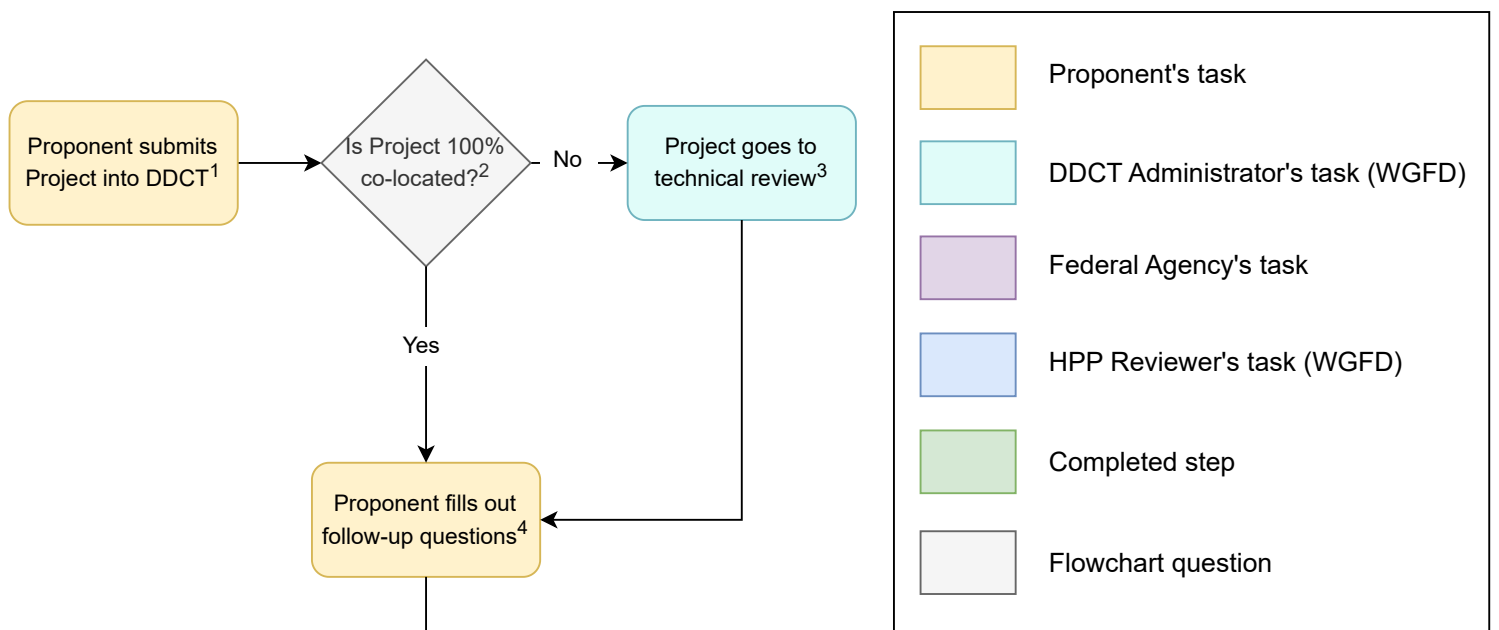 Proponent submits
Project into DDCT¹
Is Project 100%
co-located?²
No
Project goes to
technical review³
Yes
Proponent fills out
follow-up questions⁴
Proponent's task
DDCT Administrator's task (WGFD)
Federal Agency's task
HPP Reviewer's task (WGFD)
Completed step
Flowchart question